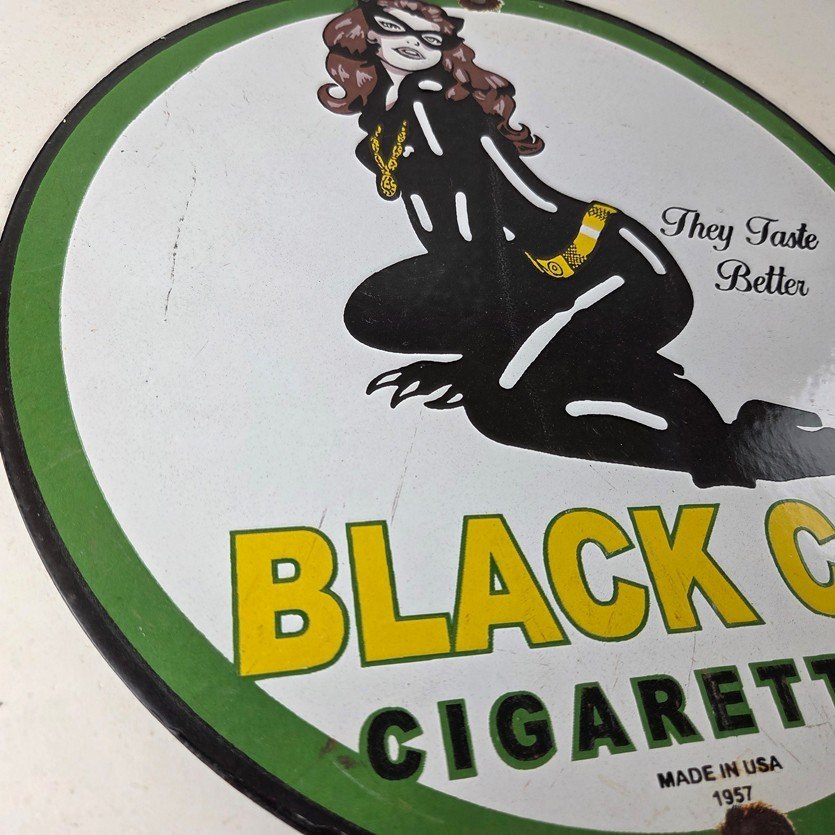 They Taste
Better
BLACK C
CIGARETT
MADE IN USA
1957